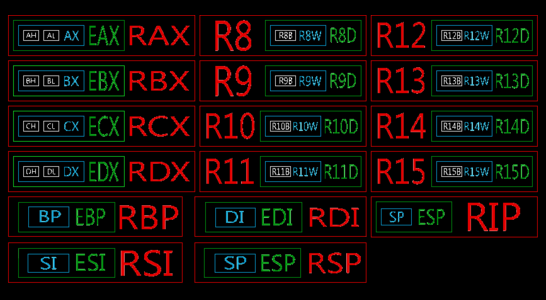 AH AL AX EAX RAX R8B R8W R8D R8 R12 R12B R12W R12D
BH BL BX EBX RBX R9 R9B R9W R9D R13 R13B R13W R13D
CH CL CX ECX RCX R10 R10B R10W R10D R14 R14B R14W R14D
DH DL DX EDX RDX R11 R11B R11W R11D R15 R15B R15W R15D
BP EBP RBP DI EDI RDI SP ESP RIP
SI ESI RSI SP ESP RSP